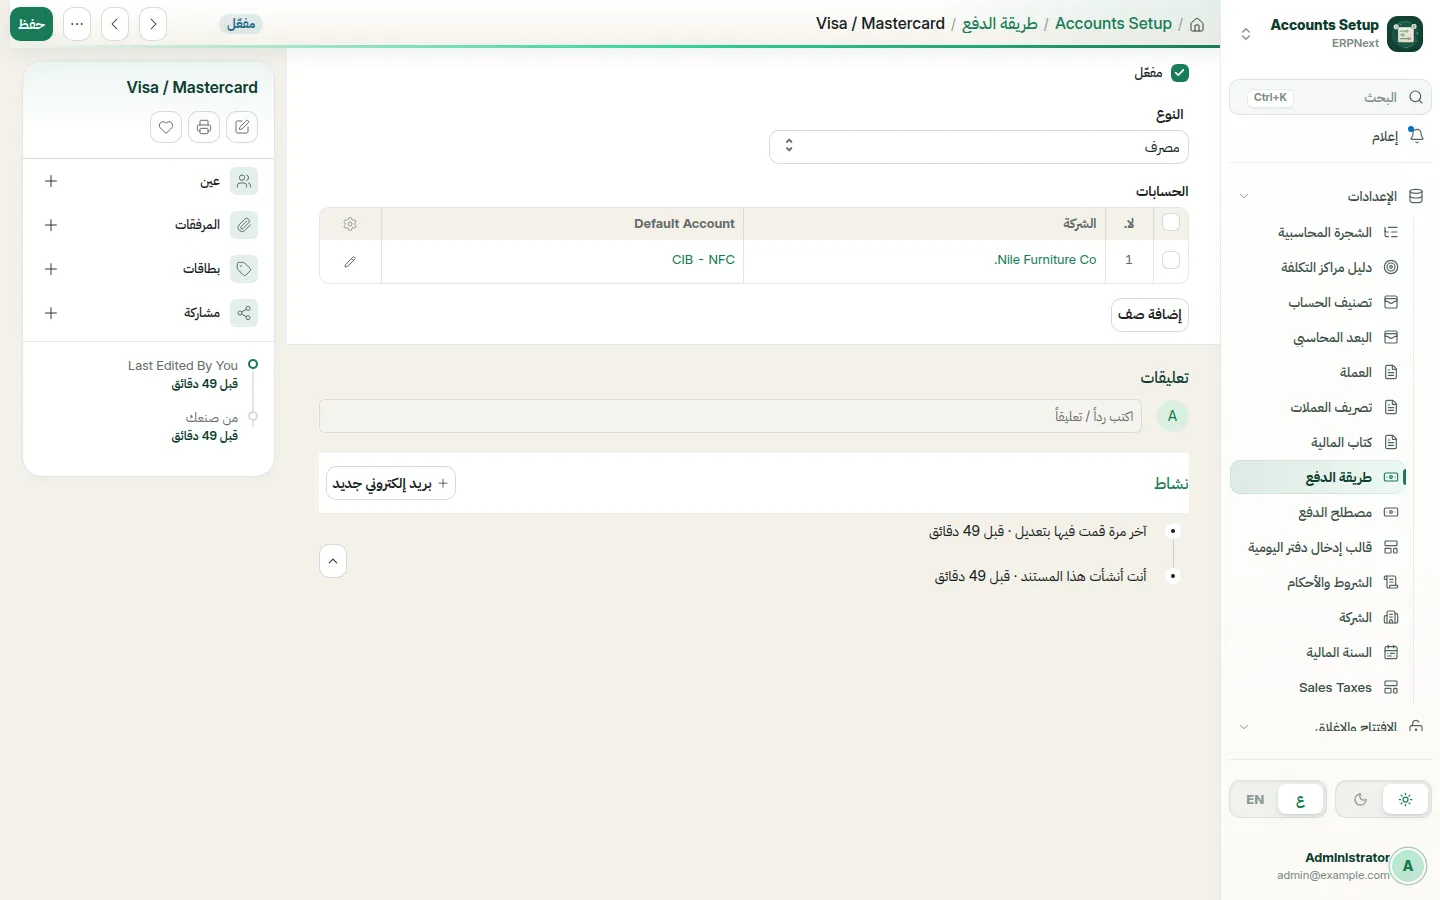 Accounts Setup
ERPNext
البحث
Ctrl+K
إعلام
الإعدادات
الشجرة المحاسبية
دليل مراكز التكلفة
تصنيف الحساب
البعد المحاسبي
العملة
تصريف العملات
كتاب المالية
طريقة الدفع
مصطلح الدفع
قالب إدخال دفتر اليومية
الشروط والأحكام
الشركة
السنة المالية
Sales Taxes
الافتتاح والإغلاق
ع
EN
Administrator
admin@example.com
A
/ Accounts Setup / طريقة الدفع / Visa / Mastercard
مفعّل
حفظ
مفعّل
النوع
مصرف
الحسابات
لا. الشركة Default Account
1 Nile Furniture Co. CIB - NFC
إضافة صف
تعليقات
A
اكتب رداً / تعليقاً
نشاط
+ بريد إلكتروني جديد
آخر مرة قمت فيها بتعديل · قبل 49 دقائق
أنت أنشأت هذا المستند · قبل 49 دقائق
Visa / Mastercard
عين
المرفقات
بطاقات
مشاركة
Last Edited By You
قبل 49 دقائق
من صنعك
قبل 49 دقائق